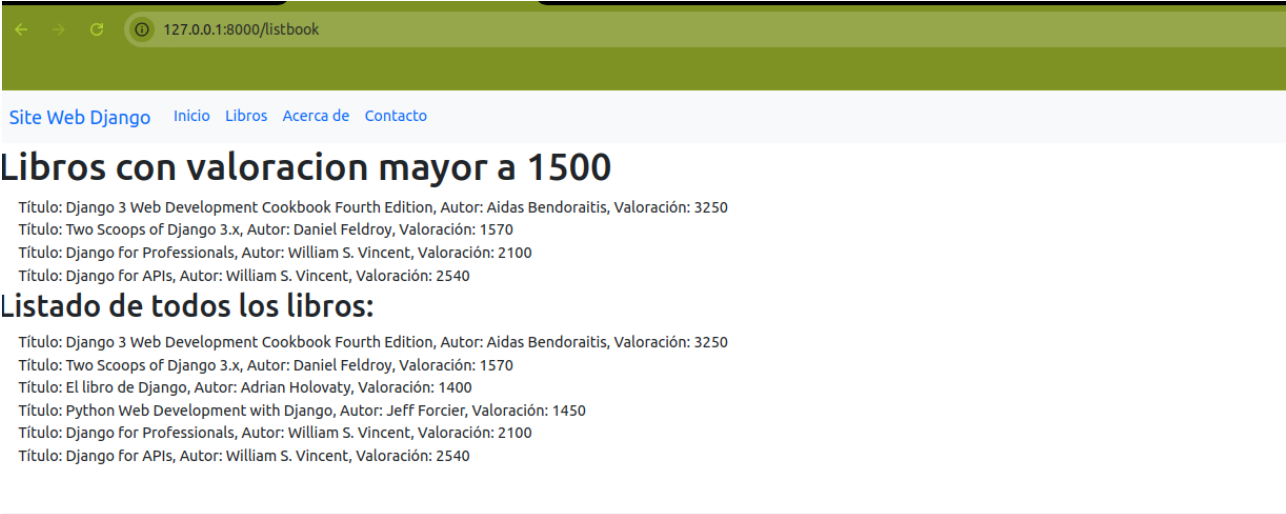 127.0.0.1:8000/listbook
Site Web Django Inicio Libros Acerca de Contacto
Libros con valoracion mayor a 1500
Título: Django 3 Web Development Cookbook Fourth Edition, Autor: Aidas Bendoraitis, Valoración: 3250
Título: Two Scoops of Django 3.x, Autor: Daniel Feldroy, Valoración: 1570
Título: Django for Professionals, Autor: William S. Vincent, Valoración: 2100
Título: Django for APIs, Autor: William S. Vincent, Valoración: 2540
Listado de todos los libros:
Título: Django 3 Web Development Cookbook Fourth Edition, Autor: Aidas Bendoraitis, Valoración: 3250
Título: Two Scoops of Django 3.x, Autor: Daniel Feldroy, Valoración: 1570
Título: El libro de Django, Autor: Adrian Holovaty, Valoración: 1400
Título: Python Web Development with Django, Autor: Jeff Forcier, Valoración: 1450
Título: Django for Professionals, Autor: William S. Vincent, Valoración: 2100
Título: Django for APIs, Autor: William S. Vincent, Valoración: 2540